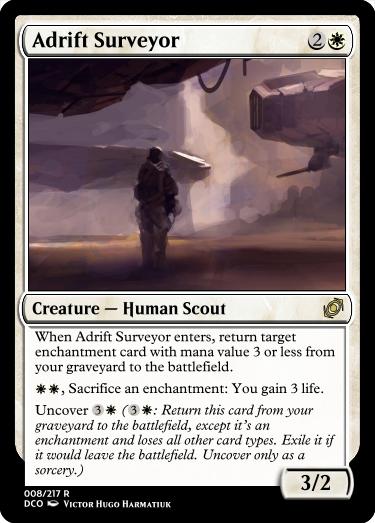 Adrift Surveyor 2
Creature — Human Scout
When Adrift Surveyor enters, return target
enchantment card with mana value 3 or less from
your graveyard to the battlefield.
, Sacrifice an enchantment: You gain 3 life.
Uncover 3 (3: Return this card from your
graveyard to the battlefield, except it's an
enchantment and loses all other card types. Exile it if
it would leave the battlefield. Uncover only as a
sorcery.)
3/2
008/217 R
DCO Victor Hugo Harmatiuk